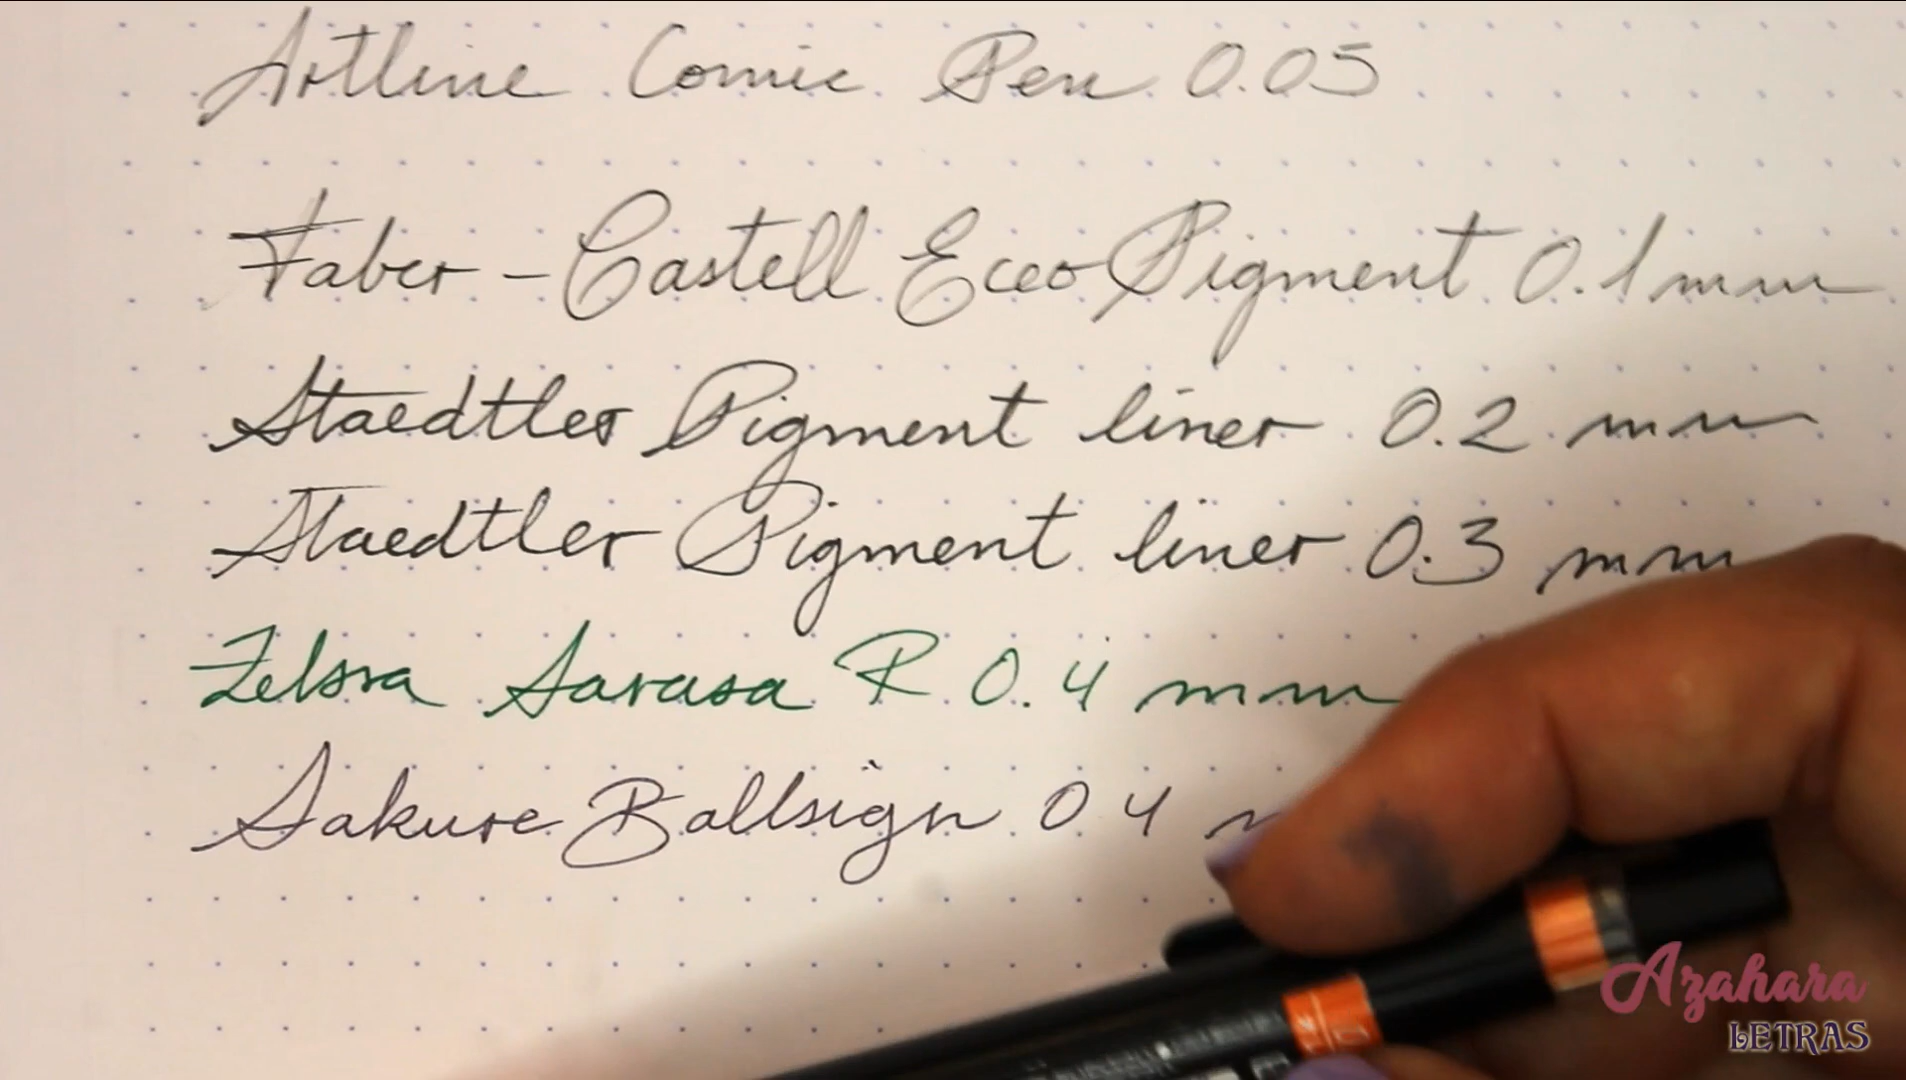 Artline Comic Pen 0.05
Faber-Castell Ecco Pigment 0.1mm
Staedtler Pigment liner 0.2 mm
Staedtler Pigment liner 0.3 mm
Zebra Sarasa R 0.4 mm
Sakura Ballsign 0 4
Azahara
LETRAS